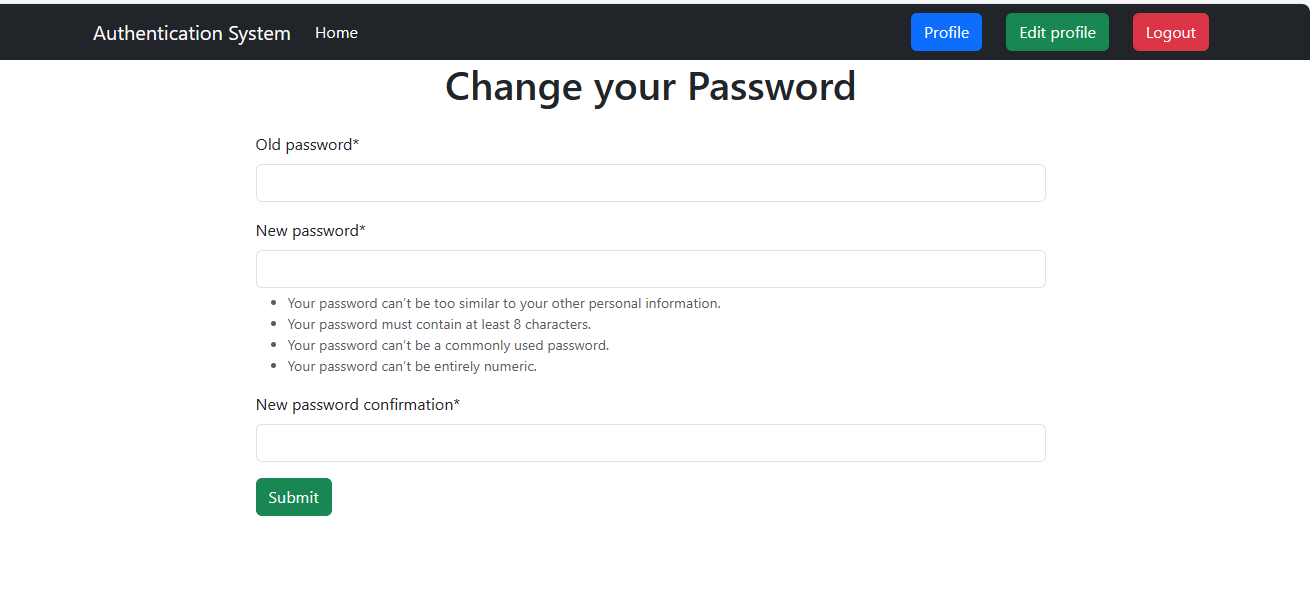 Authentication System Home Profile Edit profile Logout
Change your Password
Old password*
New password*
• Your password can’t be too similar to your other personal information.
• Your password must contain at least 8 characters.
• Your password can’t be a commonly used password.
• Your password can’t be entirely numeric.
New password confirmation*
Submit